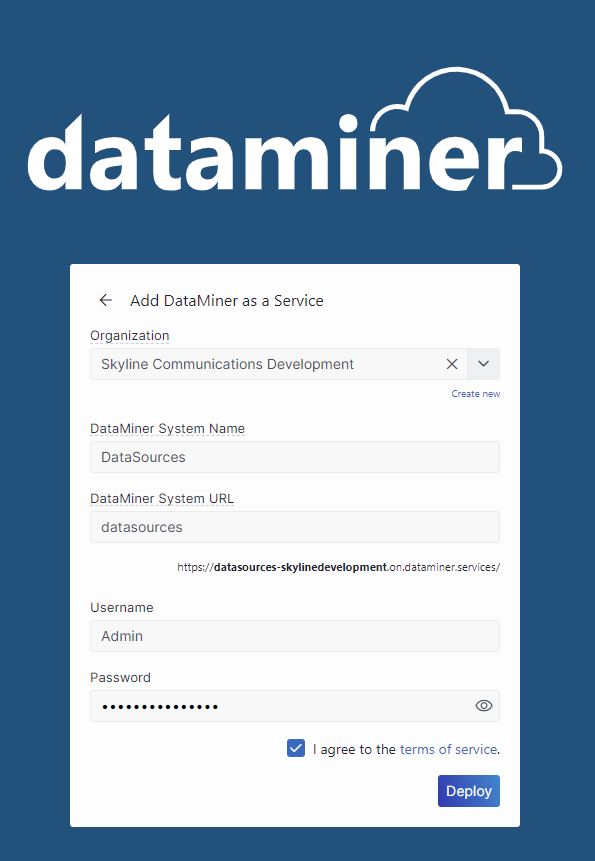 dataminer
Add DataMiner as a Service
Organization
Skyline Communications Development
Create new
DataMiner System Name
DataSources
DataMiner System URL
datasources
https://datasources-skylinedevelopment.on.dataminer.services/
Username
Admin
Password
•••••••••••••••
I agree to the terms of service.
Deploy